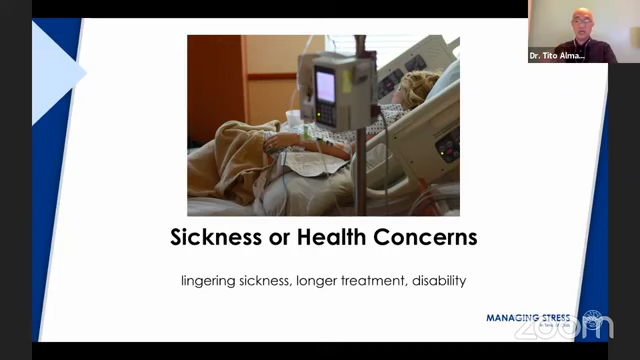 Dr. Tito Alma...
Sickness or Health Concerns
lingering sickness, longer treatment, disability
MANAGING STRESS
zoom